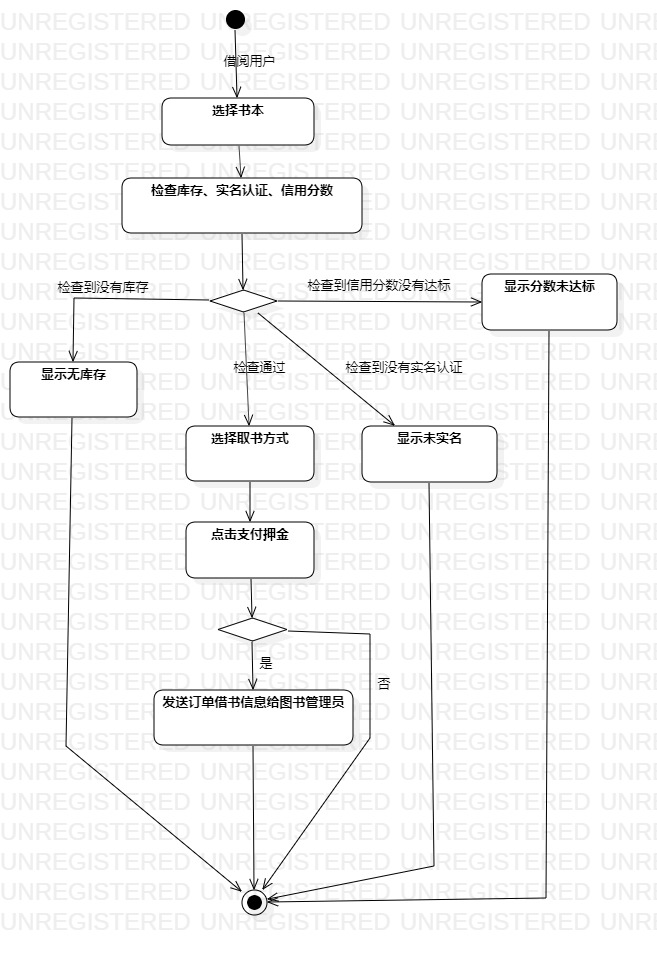 借阅用户
选择书本
检查库存、实名认证、信用分数
检查到没有库存
检查到信用分数没有达标
显示分数未达标
检查通过
检查到没有实名认证
显示无库存
选择取书方式
显示未实名
点击支付押金
是
否
发送订单借书信息给图书管理员
UNREGISTERED